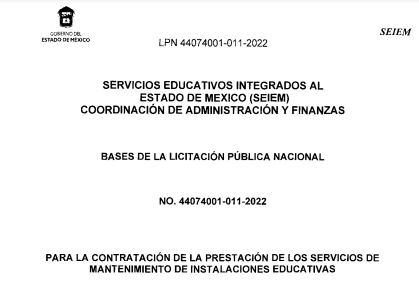 GOBIERNO DEL
ESTADO DE MÉXICO
LPN 44074001-011-2022
SEIEM
SERVICIOS EDUCATIVOS INTEGRADOS AL
ESTADO DE MEXICO (SEIEM)
COORDINACIÓN DE ADMINISTRACIÓN Y FINANZAS
BASES DE LA LICITACIÓN PÚBLICA NACIONAL
NO. 44074001-011-2022
PARA LA CONTRATACIÓN DE LA PRESTACIÓN DE LOS SERVICIOS DE
MANTENIMIENTO DE INSTALACIONES EDUCATIVAS